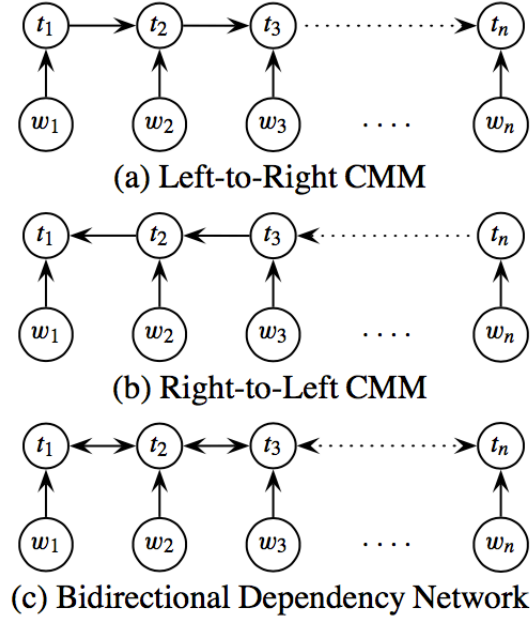 t1 t2 t3 tn
w1 w2 w3 .... wn
(a) Left-to-Right CMM
t1 t2 t3 tn
w1 w2 w3 .... wn
(b) Right-to-Left CMM
t1 t2 t3 tn
w1 w2 w3 .... wn
(c) Bidirectional Dependency Network